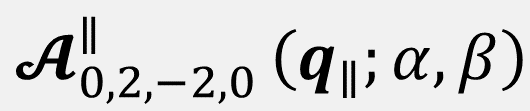 𝓐^∥_{0,2,−2,0} (𝒒_∥; α, β)